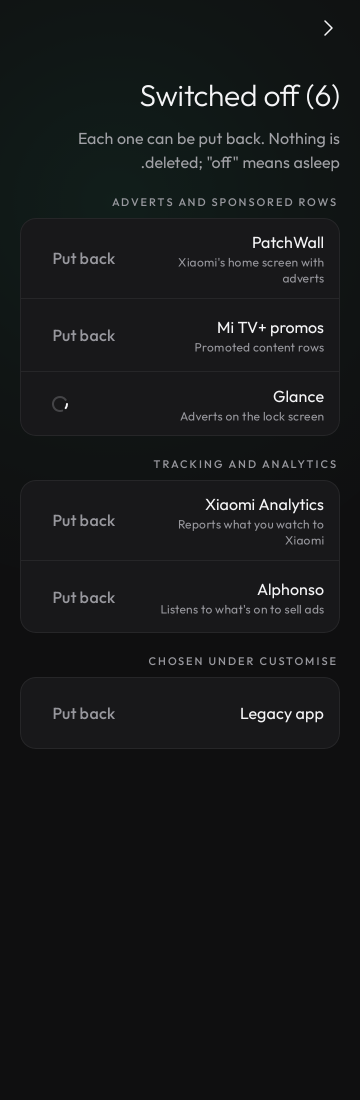 Switched off (6)
Each one can be put back. Nothing is
.deleted; "off" means asleep
ADVERTS AND SPONSORED ROWS
PatchWall
Xiaomi's home screen with
adverts
Put back
Mi TV+ promos
Promoted content rows
Put back
Glance
Adverts on the lock screen
TRACKING AND ANALYTICS
Xiaomi Analytics
Reports what you watch to
Xiaomi
Put back
Alphonso
Listens to what's on to sell ads
Put back
CHOSEN UNDER CUSTOMISE
Legacy app
Put back